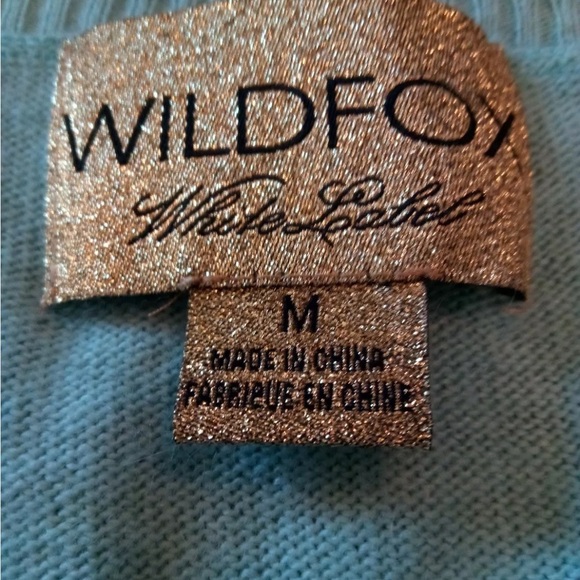 WILDFOX
White Label
M
MADE IN CHINA
FABRIQUE EN CHINE